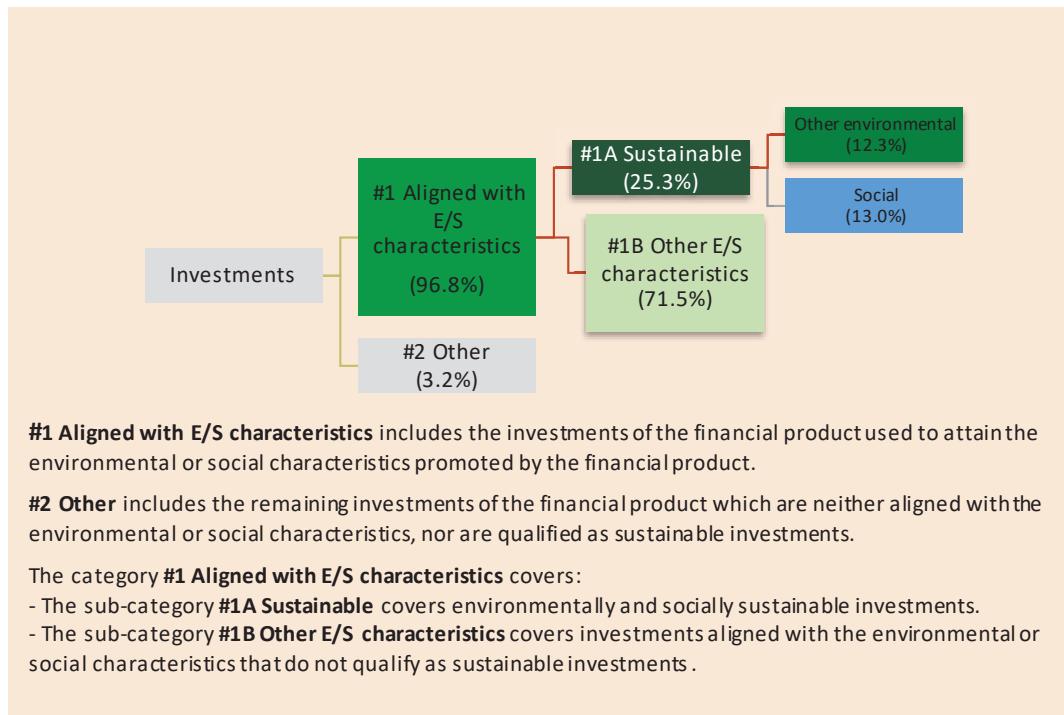 Other environmental
(12.3%)
#1A Sustainable
(25.3%)
Social
(13.0%)
#1 Aligned with
E/S
characteristics
(96.8%)
#1B Other E/S
characteristics
(71.5%)
Investments
#2 Other
(3.2%)
#1 Aligned with E/S characteristics includes the investments of the financial product used to attain the
environmental or social characteristics promoted by the financial product.
#2 Other includes the remaining investments of the financial product which are neither aligned with the
environmental or social characteristics, nor are qualified as sustainable investments.
The category #1 Aligned with E/S characteristics covers:
- The sub-category #1A Sustainable covers environmentally and socially sustainable investments.
- The sub-category #1B Other E/S characteristics covers investments aligned with the environmental or
social characteristics that do not qualify as sustainable investments.